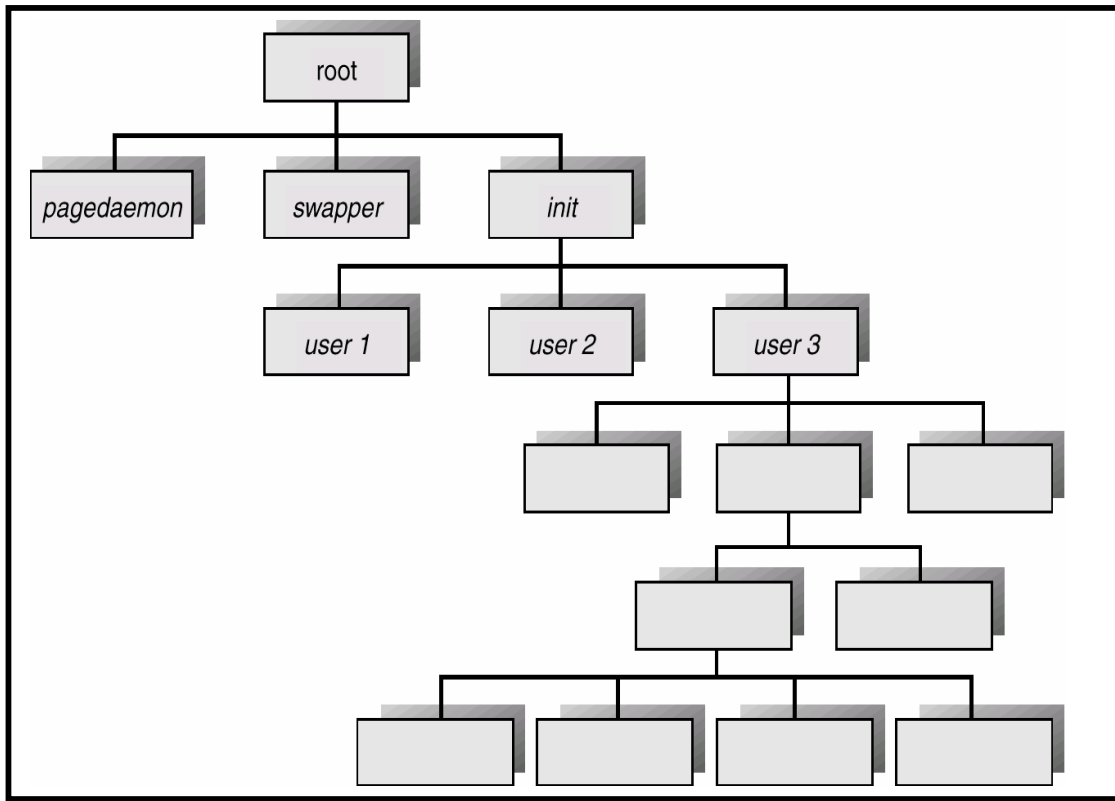 root
pagedaemon
swapper
init
user 1
user 2
user 3